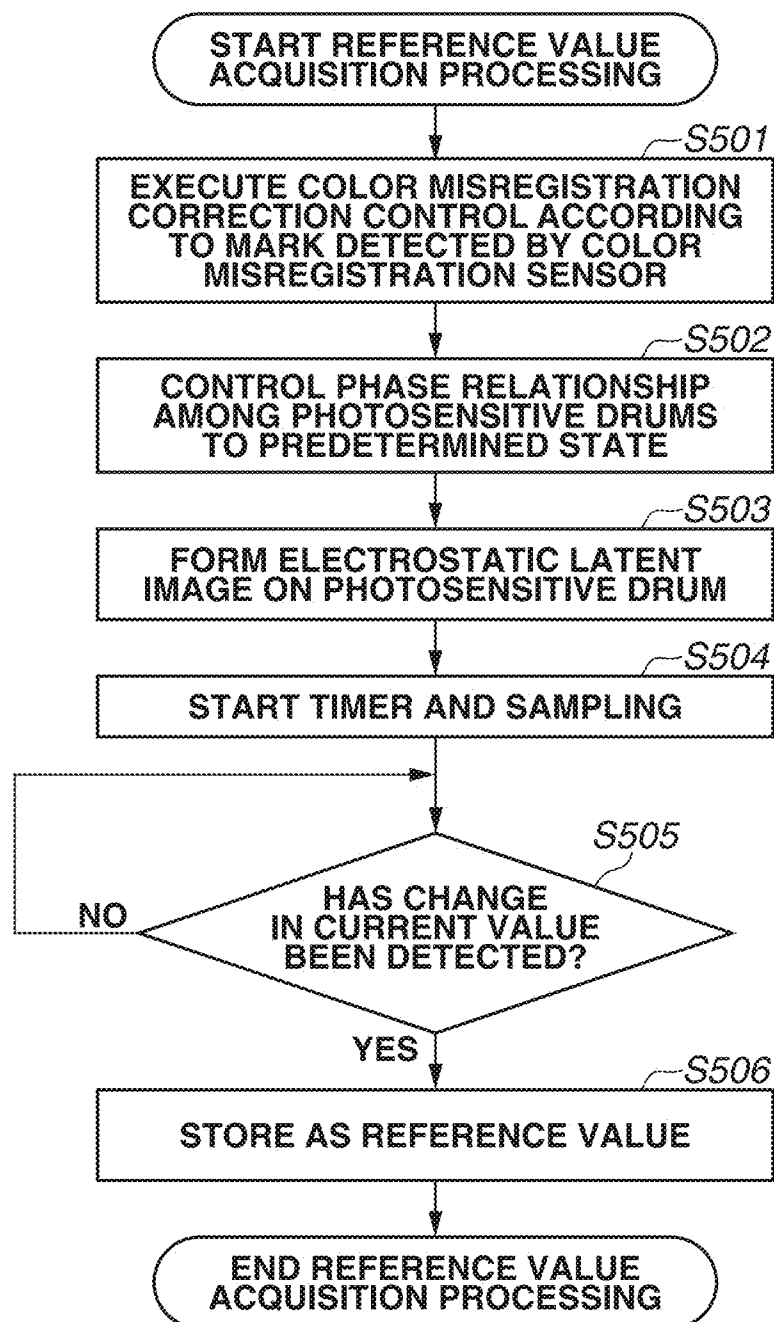 START REFERENCE VALUE
ACQUISITION PROCESSING
S501
EXECUTE COLOR MISREGISTRATION
CORRECTION CONTROL ACCORDING
TO MARK DETECTED BY COLOR
MISREGISTRATION SENSOR
S502
CONTROL PHASE RELATIONSHIP
AMONG PHOTOSENSITIVE DRUMS
TO PREDETERMINED STATE
S503
FORM ELECTROSTATIC LATENT
IMAGE ON PHOTOSENSITIVE DRUM
S504
START TIMER AND SAMPLING
S505
HAS CHANGE
IN CURRENT VALUE
BEEN DETECTED?
NO
YES
S506
STORE AS REFERENCE VALUE
END REFERENCE VALUE
ACQUISITION PROCESSING